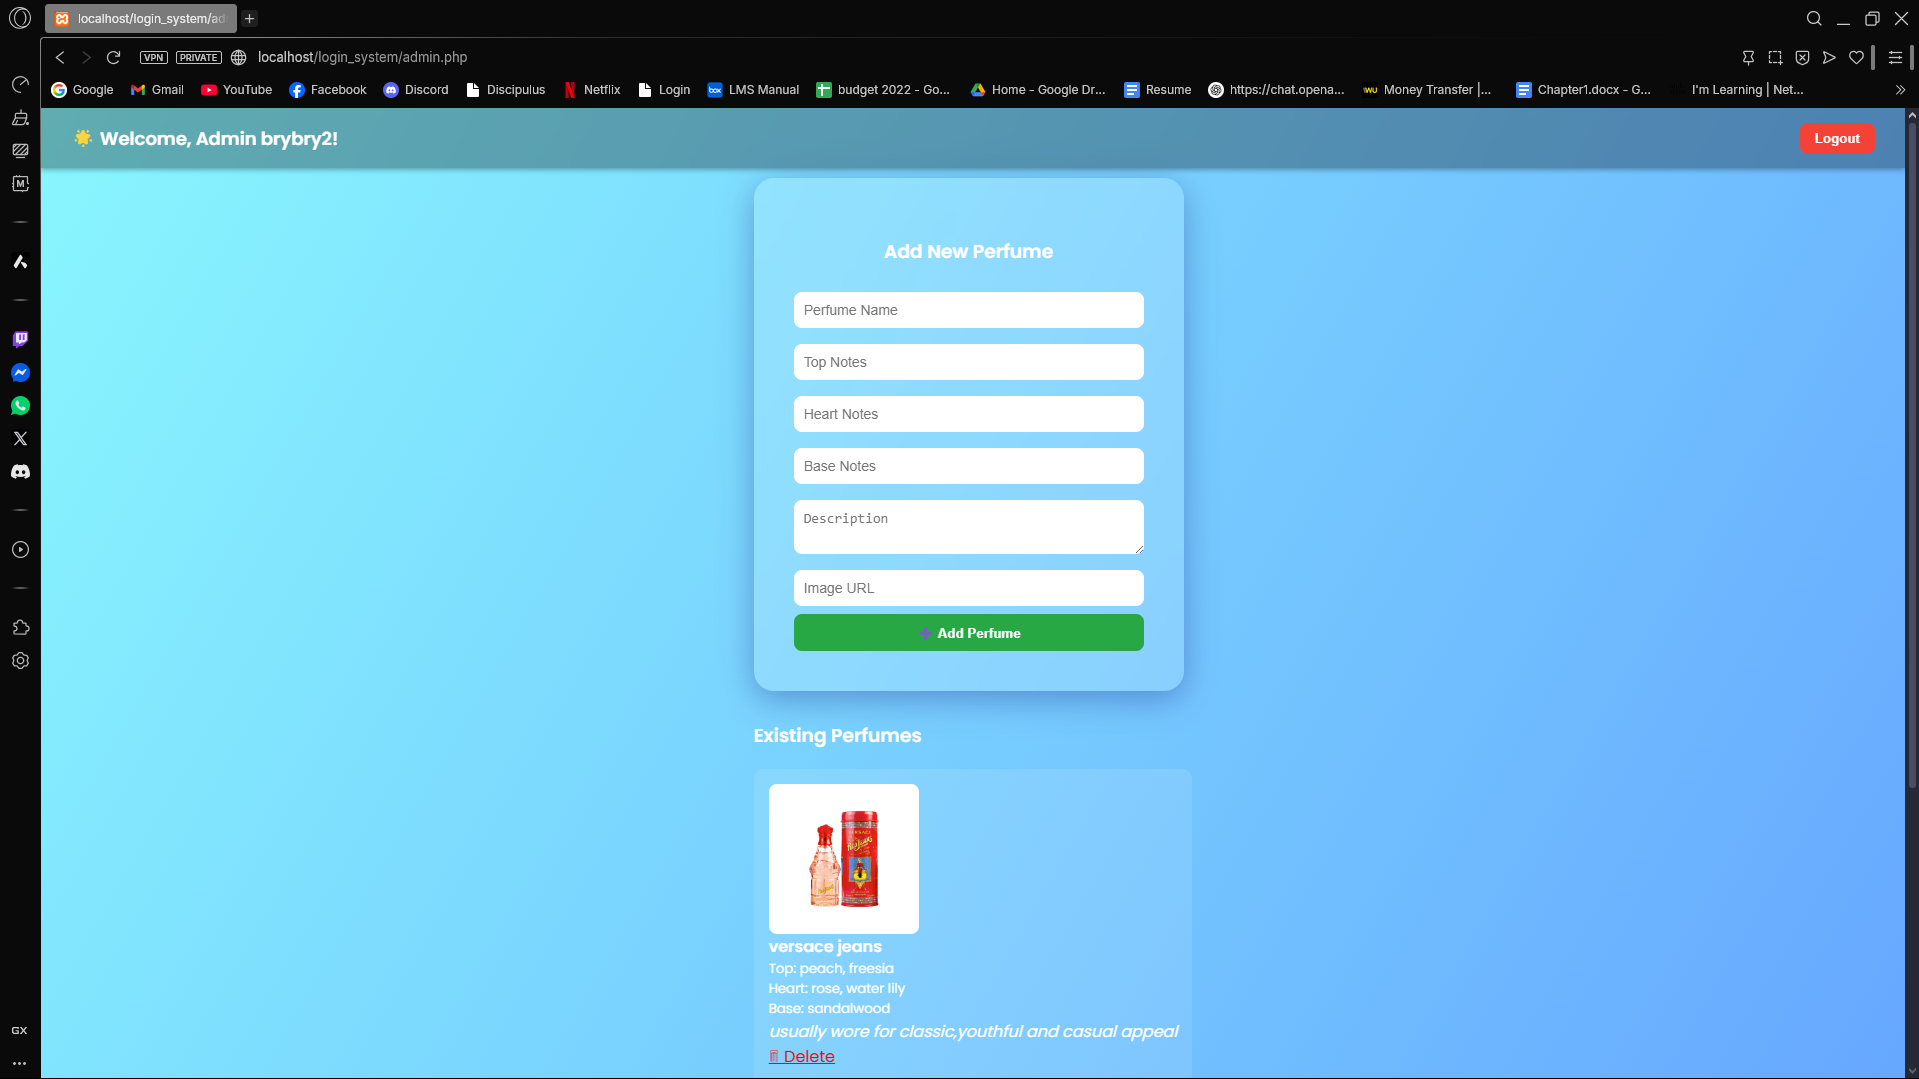 localhost/login_system/ad
VPN PRIVATE localhost/login_system/admin.php
Google Gmail YouTube Facebook Discord Discipulus Netflix Login LMS Manual budget 2022 - Go... Home - Google Dr... Resume https://chat.opena... Money Transfer |... Chapter1.docx - G... I'm Learning | Net...
Welcome, Admin brybry2!
Logout
Add New Perfume
Perfume Name
Top Notes
Heart Notes
Base Notes
Description
Image URL
Add Perfume
Existing Perfumes
versace jeans
Top: peach, freesia
Heart: rose, water lily
Base: sandalwood
usually wore for classic,youthful and casual appeal
Delete
GX